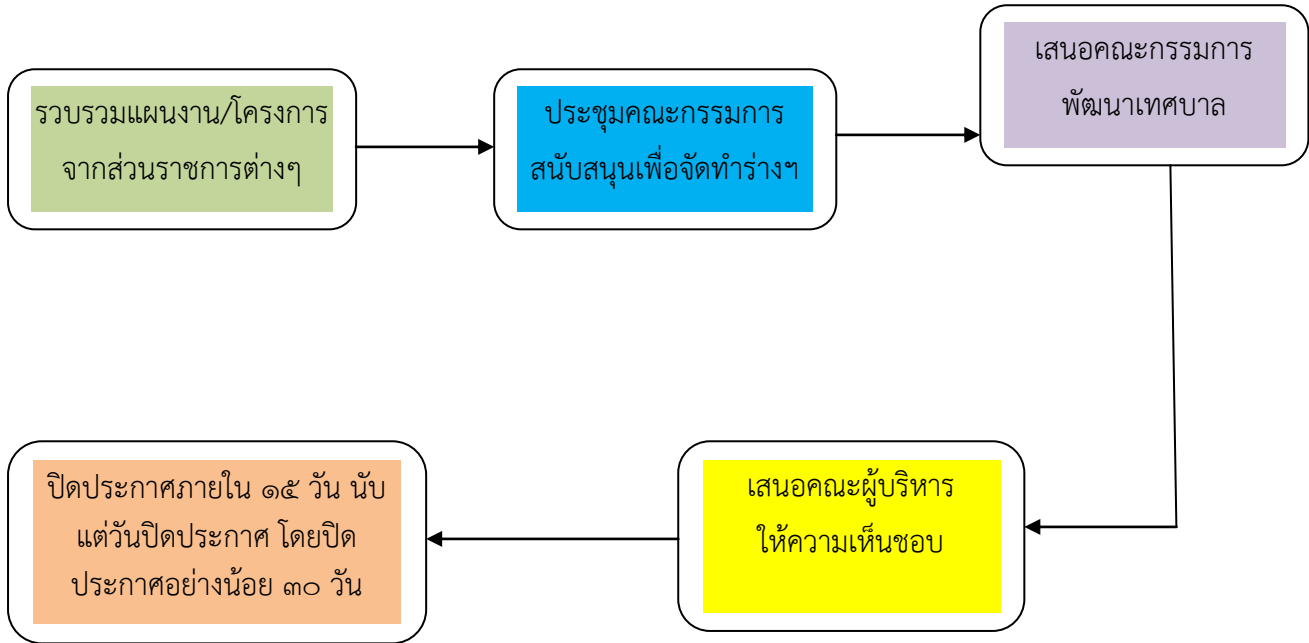 รวบรวมแผนงาน/โครงการ
จากส่วนราชการต่างๆ
ประชุมคณะกรรมการ
สนับสนุนเพื่อจัดทำร่างฯ
เสนอคณะกรรมการ
พัฒนาเทศบาล
เสนอคณะผู้บริหาร
ให้ความเห็นชอบ
ปิดประกาศภายใน ๑๕ วัน นับ
แต่วันปิดประกาศ โดยปิด
ประกาศอย่างน้อย ๓๐ วัน